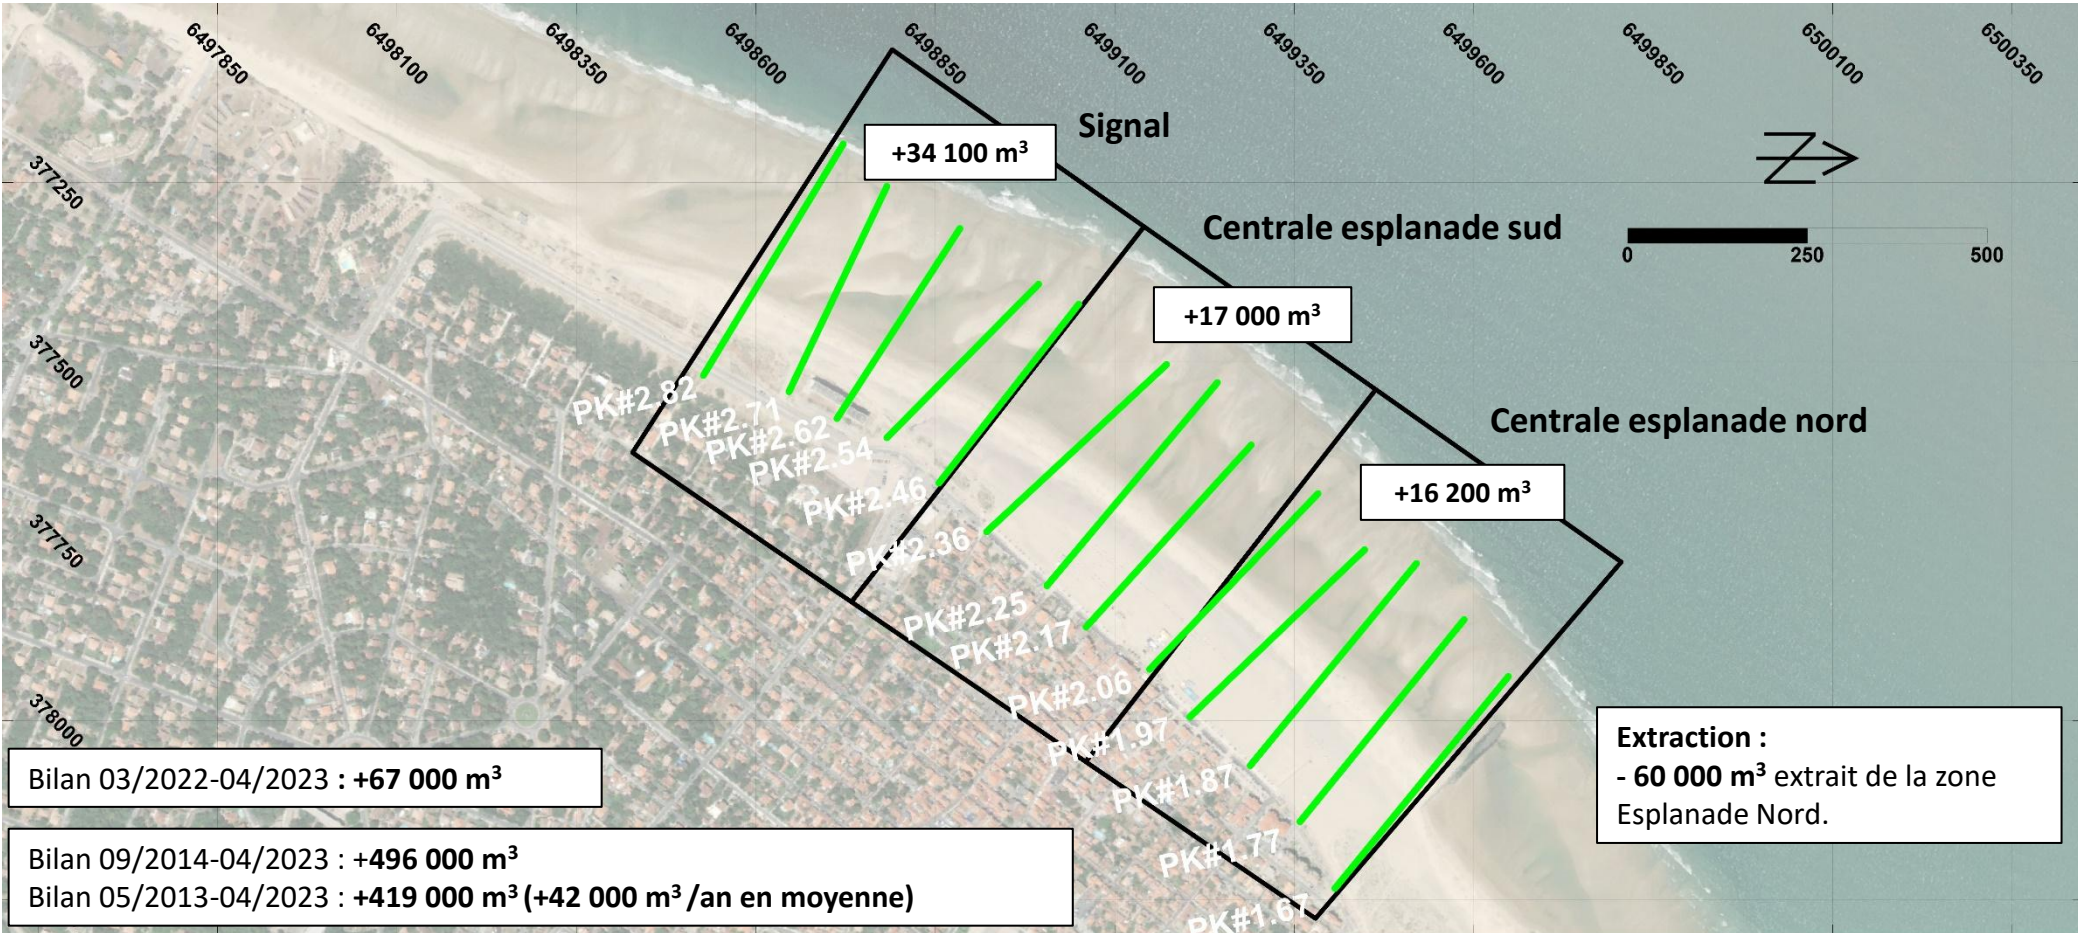 6497850
6498100
6498350
6498600
6498850
6499100
6499350
6499600
6499850
6500100
6500350
Signal
+34 100 m³
Centrale esplanade sud
+17 000 m³
Centrale esplanade nord
+16 200 m³
0 250 500
377250
377500
377750
378000
PK#2.82
PK#2.71
PK#2.62
PK#2.54
PK#2.46
PK#2.36
PK#2.25
PK#2.17
PK#2.06
PK#1.97
PK#1.87
PK#1.77
PK#1.67
Extraction :
- 60 000 m³ extrait de la zone
Esplanade Nord.
Bilan 03/2022-04/2023 : +67 000 m³
Bilan 09/2014-04/2023 : +496 000 m³
Bilan 05/2013-04/2023 : +419 000 m³ (+42 000 m³ /an en moyenne)